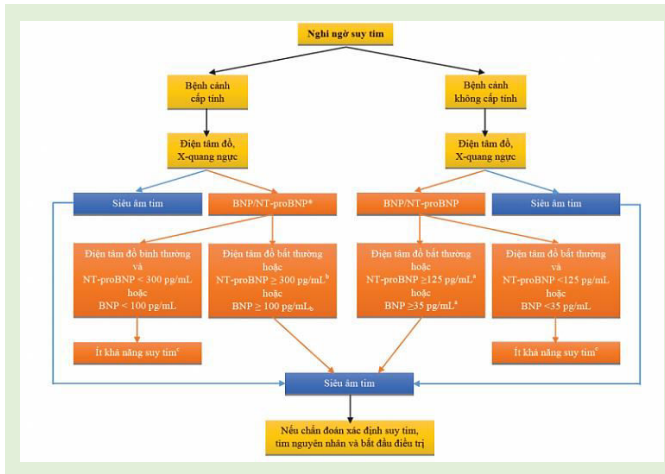 Nghi ngờ suy tim
Bệnh cảnh
cấp tính
Bệnh cảnh
không cấp tính
Điện tâm đồ,
X-quang ngực
Điện tâm đồ,
X-quang ngực
Siêu âm tim
BNP/NT-proBNP*
BNP/NT-proBNP
Siêu âm tim
Điện tâm đồ bình thường
và
NT-proBNP < 300 pg/mL
hoặc
BNP < 100 pg/mL
Điện tâm đồ bất thường
hoặc
NT-proBNP ≥ 300 pg/mLᵇ
hoặc
BNP ≥ 100 pg/mLb
Điện tâm đồ bất thường
hoặc
NT-proBNP ≥125 pg/mLª
hoặc
BNP ≥35 pg/mLª
Điện tâm đồ bất thường
và
NT-proBNP <125 pg/mL
hoặc
BNP <35 pg/mL
Ít khả năng suy timᶜ
Ít khả năng suy timᶜ
Siêu âm tim
Nếu chẩn đoán xác định suy tim,
tìm nguyên nhân và bắt đầu điều trị